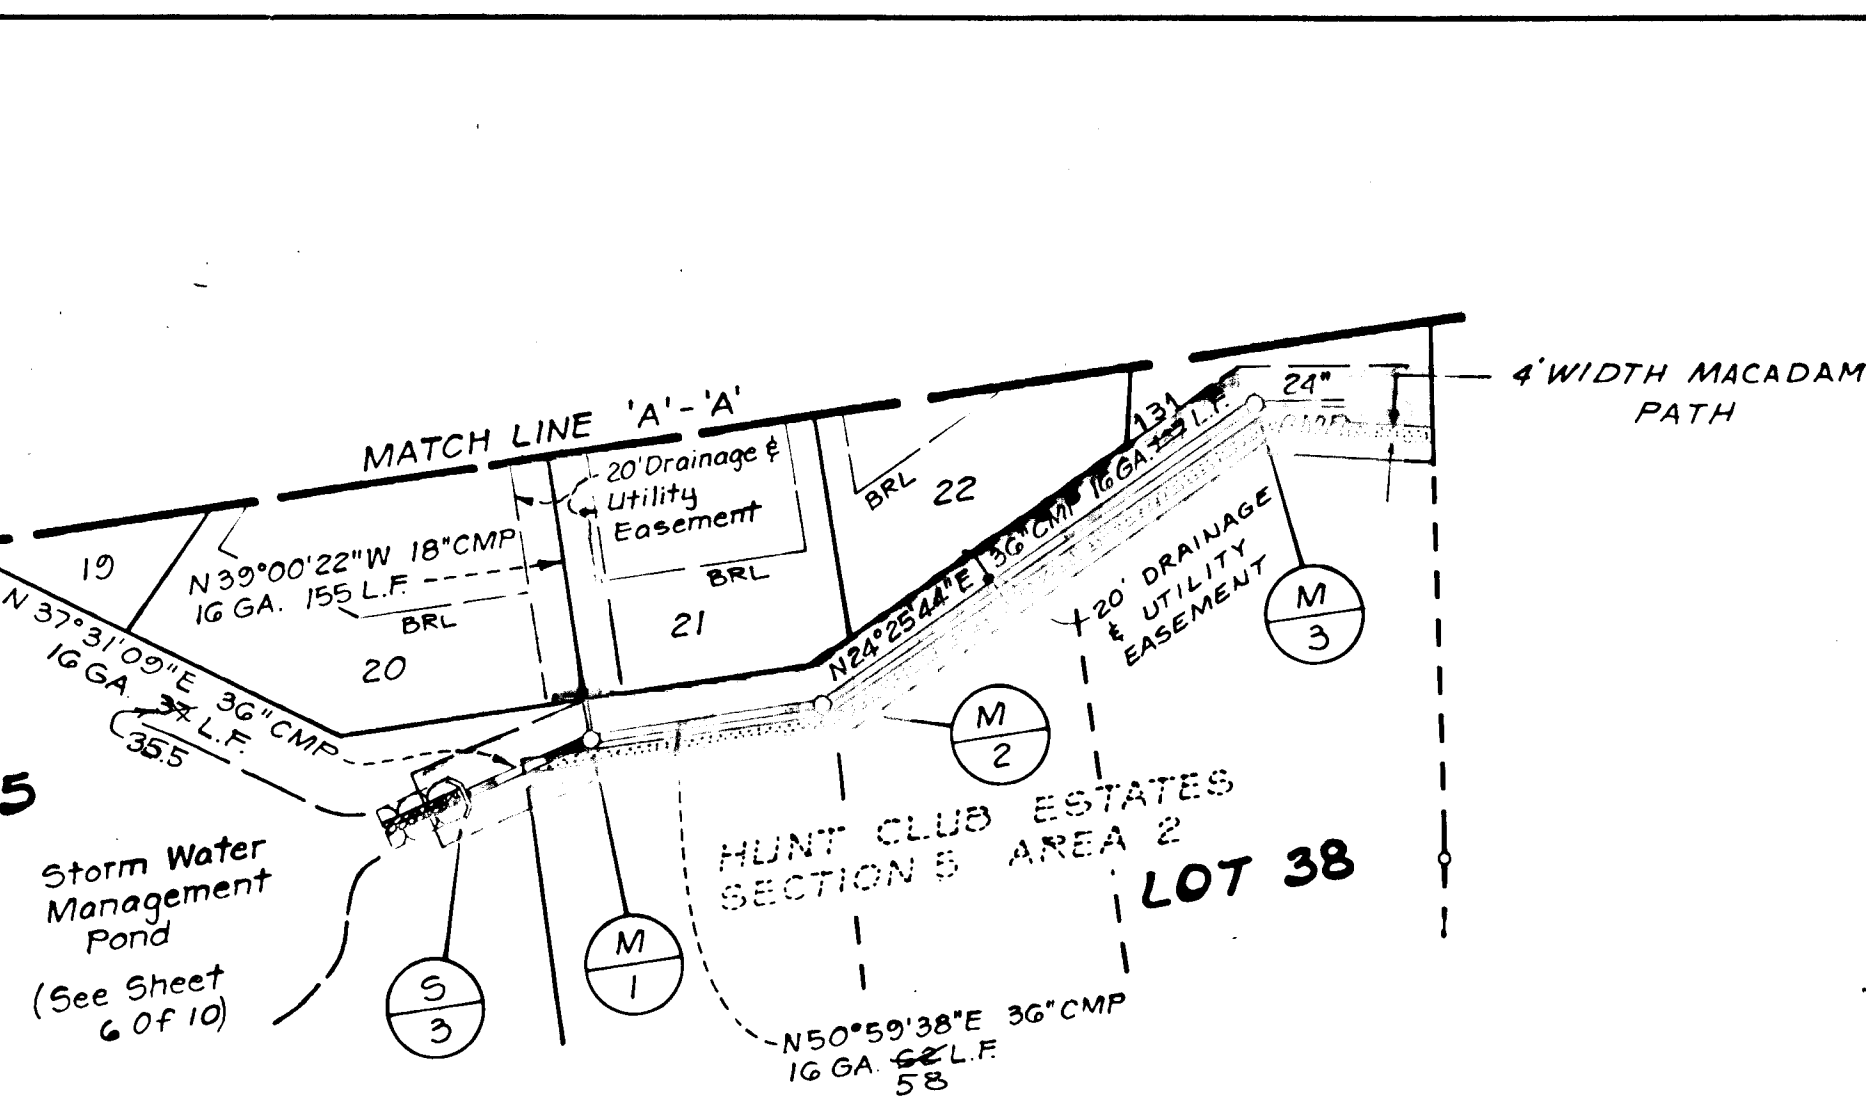 MATCH LINE 'A'-'A'
24"
4' WIDTH MACADAM
PATH
20' Drainage &
Utility
Easement
131
16 GA. L.F.
36" CMP
N24°25'44"E
BRL
22
19
N 39°00'22"W 18" CMP
16 GA. 155 L.F.
BRL
BRL
20
21
20' DRAINAGE
& UTILITY
EASEMENT
M
3
N 37°31'09"E 36" CMP
16 GA. 37 L.F.
35.5
M
2
5
HUNT CLUB ESTATES
SECTION 5 AREA 2
LOT 38
Storm Water
Management
Pond
(See Sheet
6 Of 10)
S
3
M
1
N50°59'38"E 36" CMP
16 GA. 62 L.F.
58